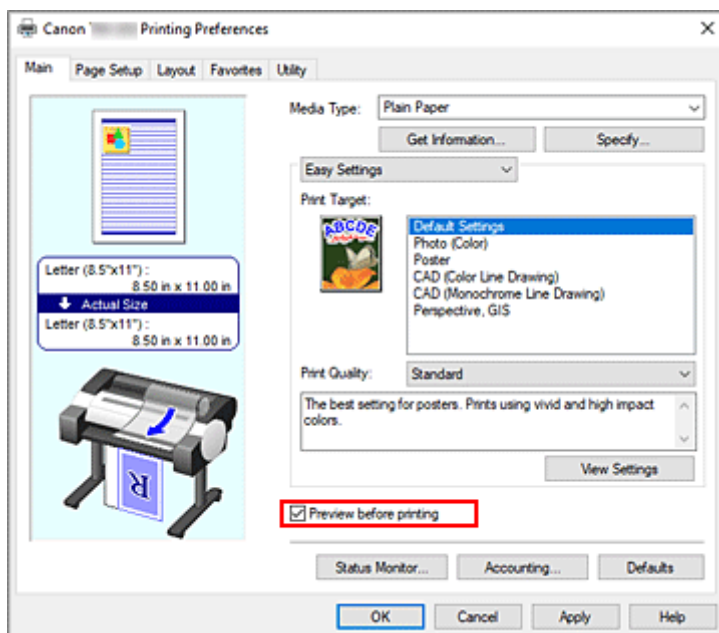 Canon Printing Preferences
Main Page Setup Layout Favorites Utility
Media Type: Plain Paper
Get Information... Specify...
Easy Settings
Print Target:
ABCDE
Default Settings
Photo (Color)
Poster
CAD (Color Line Drawing)
CAD (Monochrome Line Drawing)
Perspective, GIS
Letter (8.5"x11") :
8.50 in x 11.00 in
Actual Size
Letter (8.5"x11") :
8.50 in x 11.00 in
R
Print Quality: Standard
The best setting for posters. Prints using vivid and high impact
colors.
View Settings
Preview before printing
Status Monitor... Accounting... Defaults
OK Cancel Apply Help